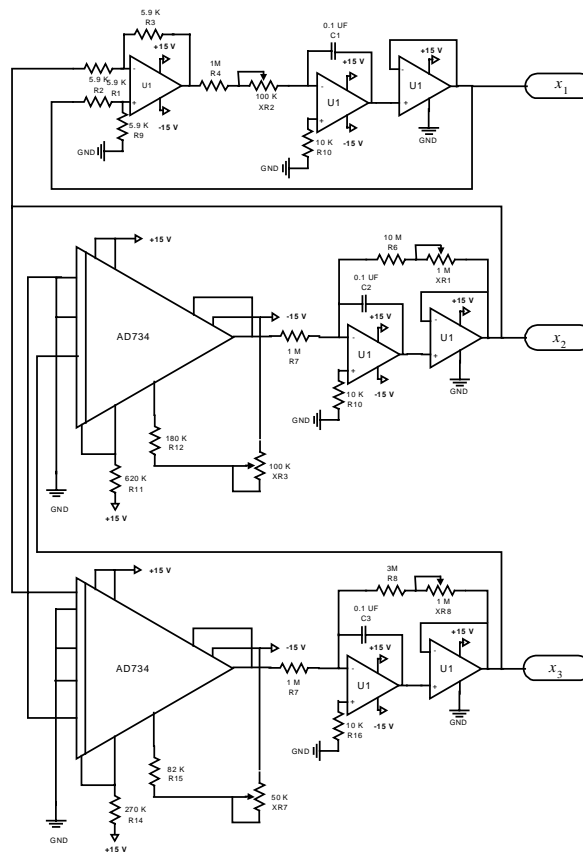 5.9 K
R3
+15 V
5.9 K
R2
5.9 K
R1
U1
-15 V
5.9 K
R9
GND
1M
R4
100 K
XR2
0.1 UF
C1
+15 V
U1
-15 V
10 K
R10
GND
+15 V
U1
GND
x1
+15 V
AD734
-15 V
1 M
R7
10 M
R6
1 M
XR1
0.1 UF
C2
+15 V
U1
-15 V
10 K
R10
GND
+15 V
U1
GND
x2
180 K
R12
100 K
XR3
620 K
R11
+15 V
GND
+15 V
AD734
-15 V
1 M
R7
3M
R8
1 M
XR8
0.1 UF
C3
+15 V
U1
-15 V
10 K
R16
GND
+15 V
U1
GND
x3
82 K
R15
50 K
XR7
270 K
R14
+15 V
GND